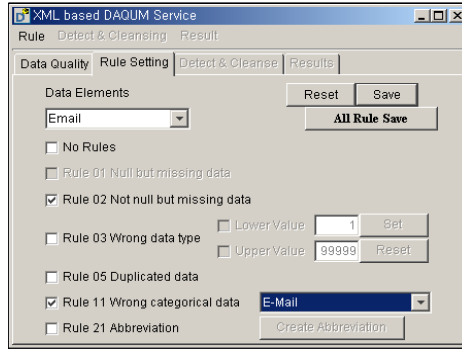 XML based DAQUM Service
Rule Detect & Cleansing Result
Data Quality Rule Setting Detect & Cleanse Results
Data Elements Reset Save
Email All Rule Save
No Rules
Rule 01 Null but missing data
Rule 02 Not null but missing data
Lower Value 1 Set
Rule 03 Wrong data type
Upper Value 99999 Reset
Rule 05 Duplicated data
Rule 11 Wrong categorical data E-Mail
Rule 21 Abbreviation Create Abbreviation